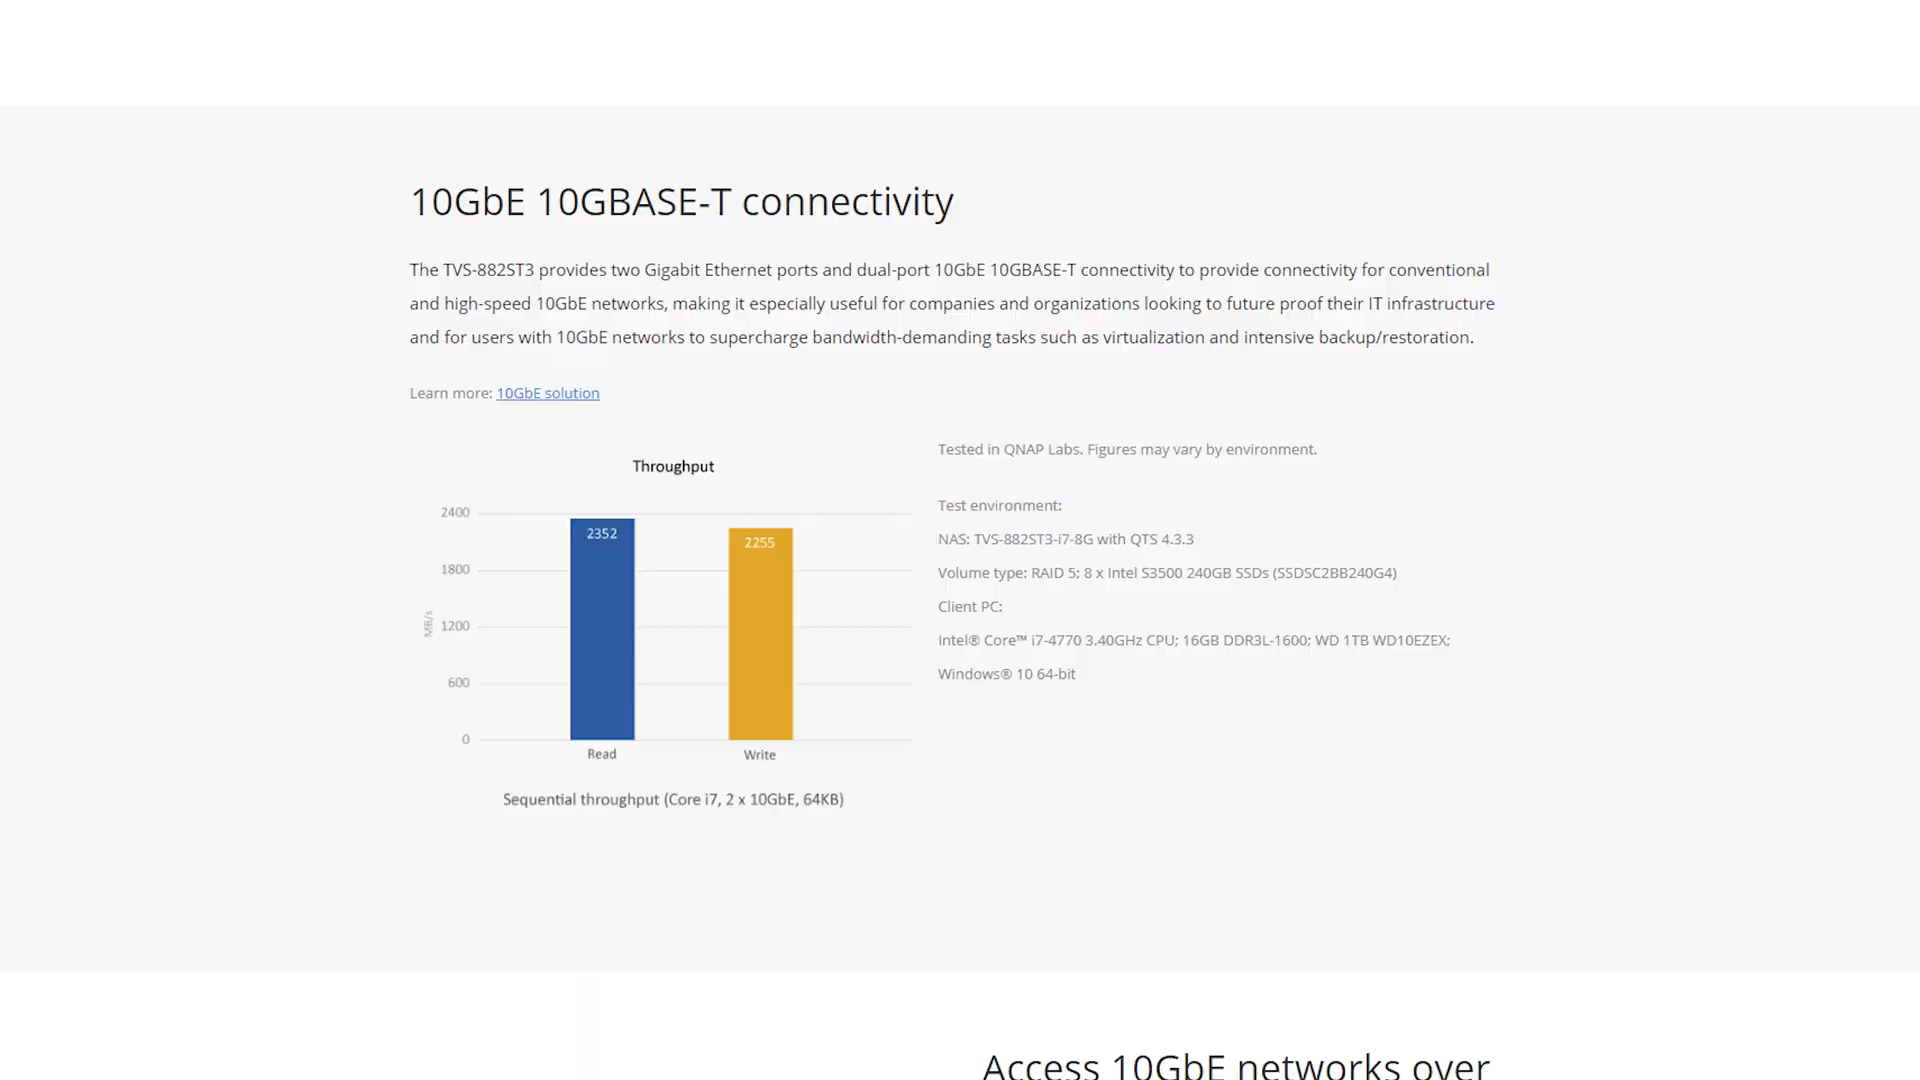 10GbE 10GBASE-T connectivity
The TVS-882ST3 provides two Gigabit Ethernet ports and dual-port 10GbE 10GBASE-T connectivity to provide connectivity for conventional
and high-speed 10GbE networks, making it especially useful for companies and organizations looking to future proof their IT infrastructure
and for users with 10GbE networks to supercharge bandwidth-demanding tasks such as virtualization and intensive backup/restoration.
Learn more: 10GbE solution
Throughput
2400
1800
1200
600
0
MB/s
2352
2255
Read
Write
Sequential throughput (Core i7, 2 x 10GbE, 64KB)
Tested in QNAP Labs. Figures may vary by environment.
Test environment:
NAS: TVS-882ST3-i7-8G with QTS 4.3.3
Volume type: RAID 5; 8 x Intel S3500 240GB SSDs (SSDSC2BB240G4)
Client PC:
Intel® Core™ i7-4770 3.40GHz CPU; 16GB DDR3L-1600; WD 1TB WD10EZEX;
Windows® 10 64-bit
Access 10GbE networks over